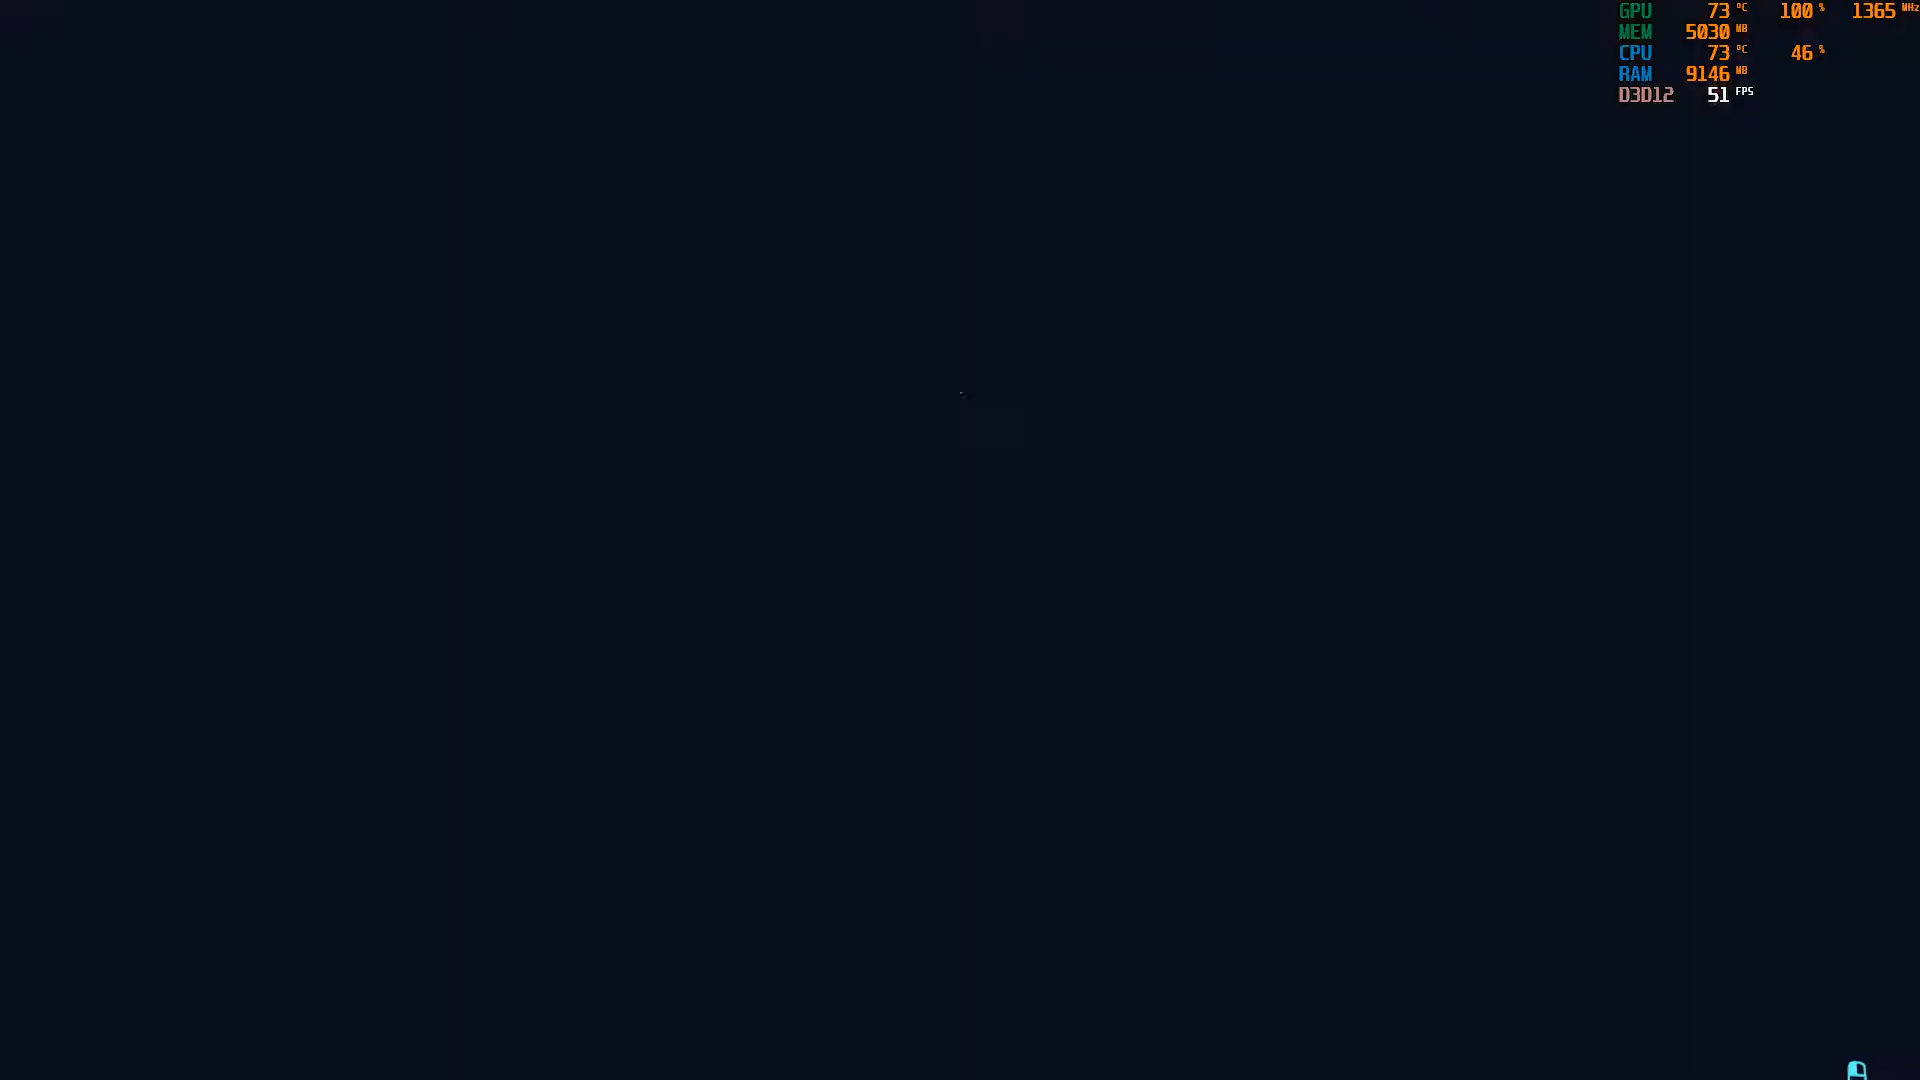 GPU 73 °C 100 % 1365 MHz
MEM 5030 MB
CPU 73 °C 46 %
RAM 9146 MB
D3D12 51 FPS